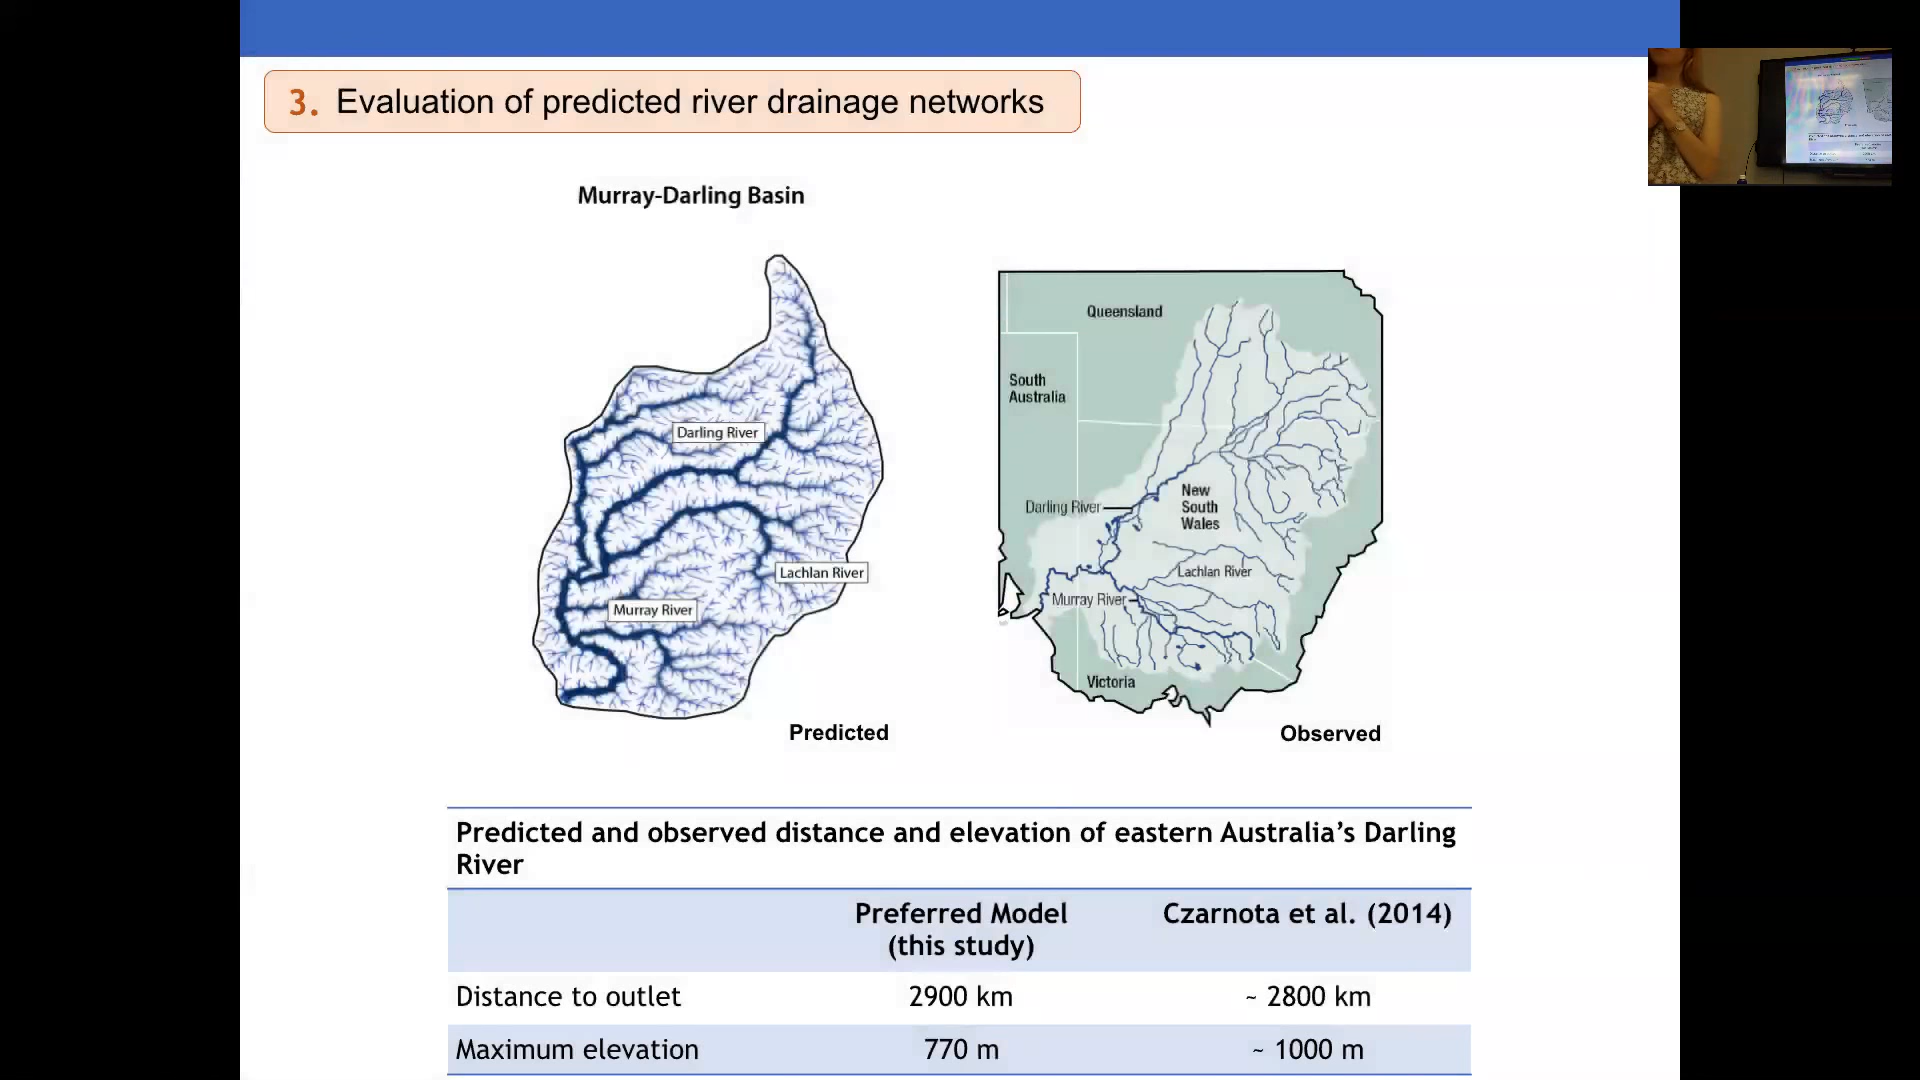 3. Evaluation of predicted river drainage networks
Murray-Darling Basin
Darling River
Lachlan River
Murray River
Predicted
Queensland
South
Australia
Darling River
New
South
Wales
Lachlan River
Murray River
Victoria
Observed
Predicted and observed distance and elevation of eastern Australia’s Darling
River
Preferred Model
(this study)
Czarnota et al. (2014)
Distance to outlet 2900 km ~ 2800 km
Maximum elevation 770 m ~ 1000 m